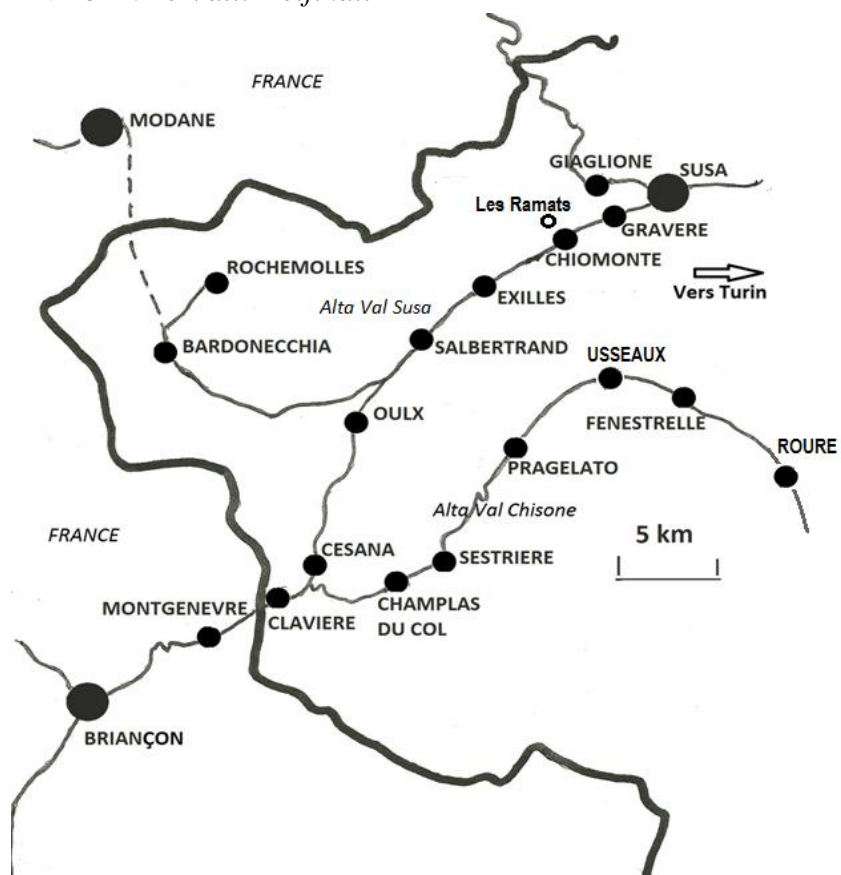 FRANCE
MODANE
GIAGLIONE
SUSA
Les Ramats
GRAVERE
CHIOMONTE
ROCHEMOLLES
Vers Turin
EXILLES
Alta Val Susa
BARDONECCHIA
SALBERTRAND
USSEAUX
OULX
FENESTRELLE
ROURE
PRAGELATO
Alta Val Chisone
FRANCE
5 km
CESANA
SESTRIERE
MONTGENEVRE
CLAVIERE
CHAMPLAS
DU COL
BRIANÇON